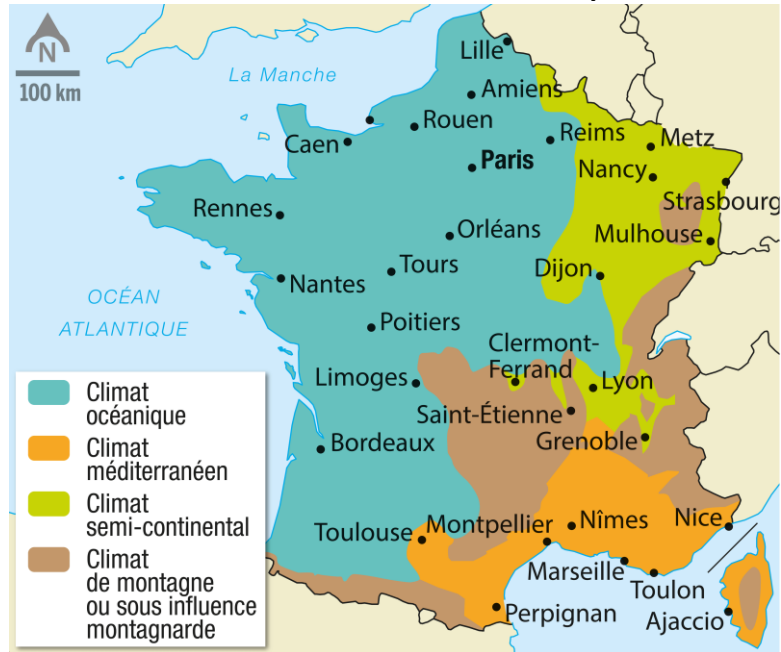 N
100 km
La Manche
Lille
Amiens
Rouen
Caen
Reims
Metz
Paris
Nancy
Strasbourg
Rennes
Orléans
Mulhouse
Tours
Dijon
Nantes
OCÉAN
ATLANTIQUE
Poitiers
Clermont-
Ferrand
Limoges
Lyon
Saint-Étienne
Grenoble
Bordeaux
Toulouse
Montpellier
Nîmes
Nice
Marseille
Toulon
Perpignan
Ajaccio
Climat
océanique
Climat
méditerranéen
Climat
semi-continental
Climat
de montagne
ou sous influence
montagnarde